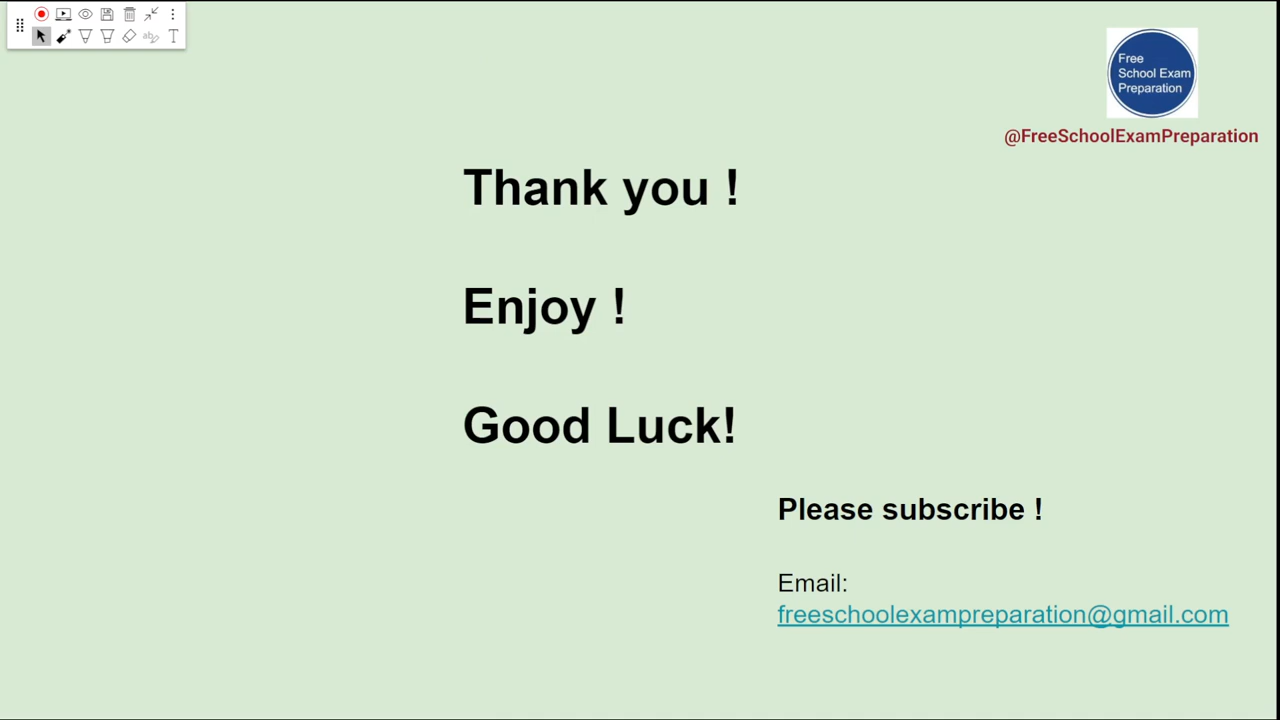 Free
School Exam
Preparation
@FreeSchoolExamPreparation
Thank you !
Enjoy !
Good Luck!
Please subscribe !
Email:
freeschoolexampreparation@gmail.com